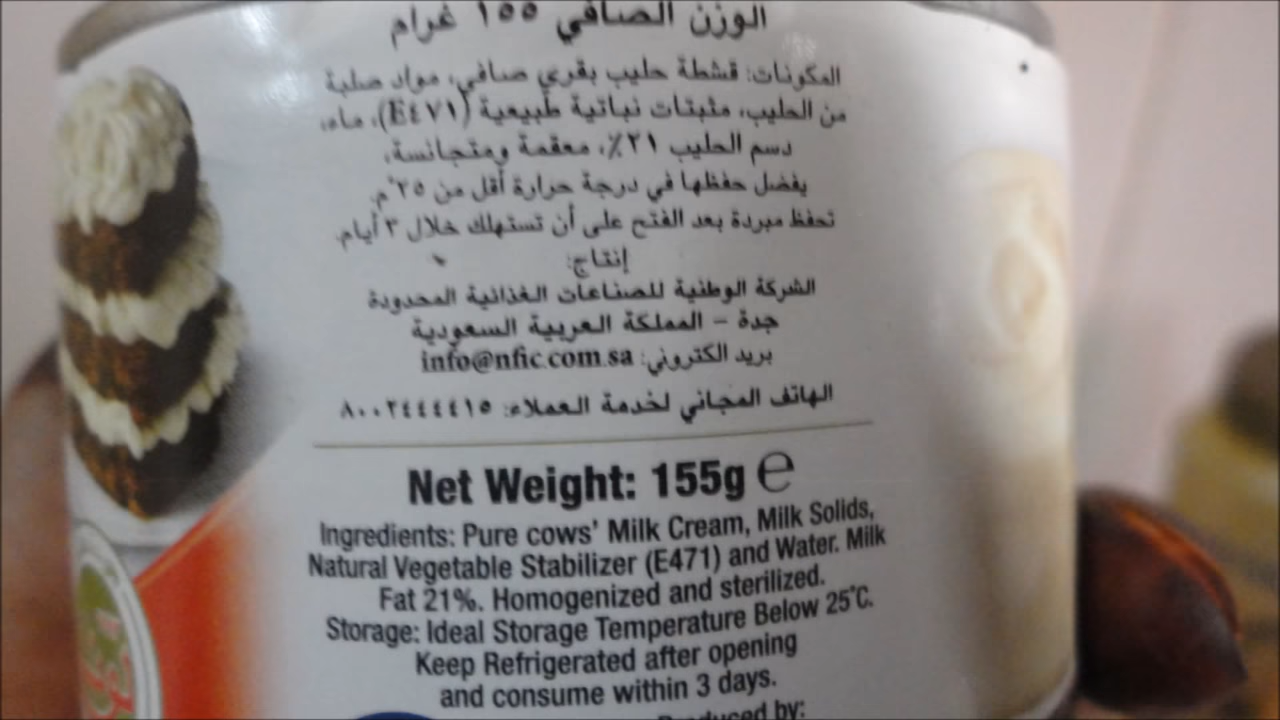 الوزن الصافي ١٥٥ غرام
المكونات: قشطة حليب بقري صافي، مواد صلبة
من الحليب، مثبتات نباتية طبيعية (E٤٧١)، ماء،
دسم الحليب ٢١٪، معقمة ومتجانسة،
يفضل حفظها في درجة حرارة أقل من ٢٥°م.
تحفظ مبردة بعد الفتح على أن تستهلك خلال ٣ أيام.
إنتاج:
الشركة الوطنية للصناعات الغذائية المحدودة
جدة – المملكة العربية السعودية
بريد الكتروني: info@nfic.com.sa
الهاتف المجاني لخدمة العملاء: ٨٠٠٢٤٤٤٤١٥
Net Weight: 155g ℮
Ingredients: Pure cows' Milk Cream, Milk Solids,
Natural Vegetable Stabilizer (E471) and Water. Milk
Fat 21%. Homogenized and sterilized.
Storage: Ideal Storage Temperature Below 25°C.
Keep Refrigerated after opening
and consume within 3 days.
Produced by: